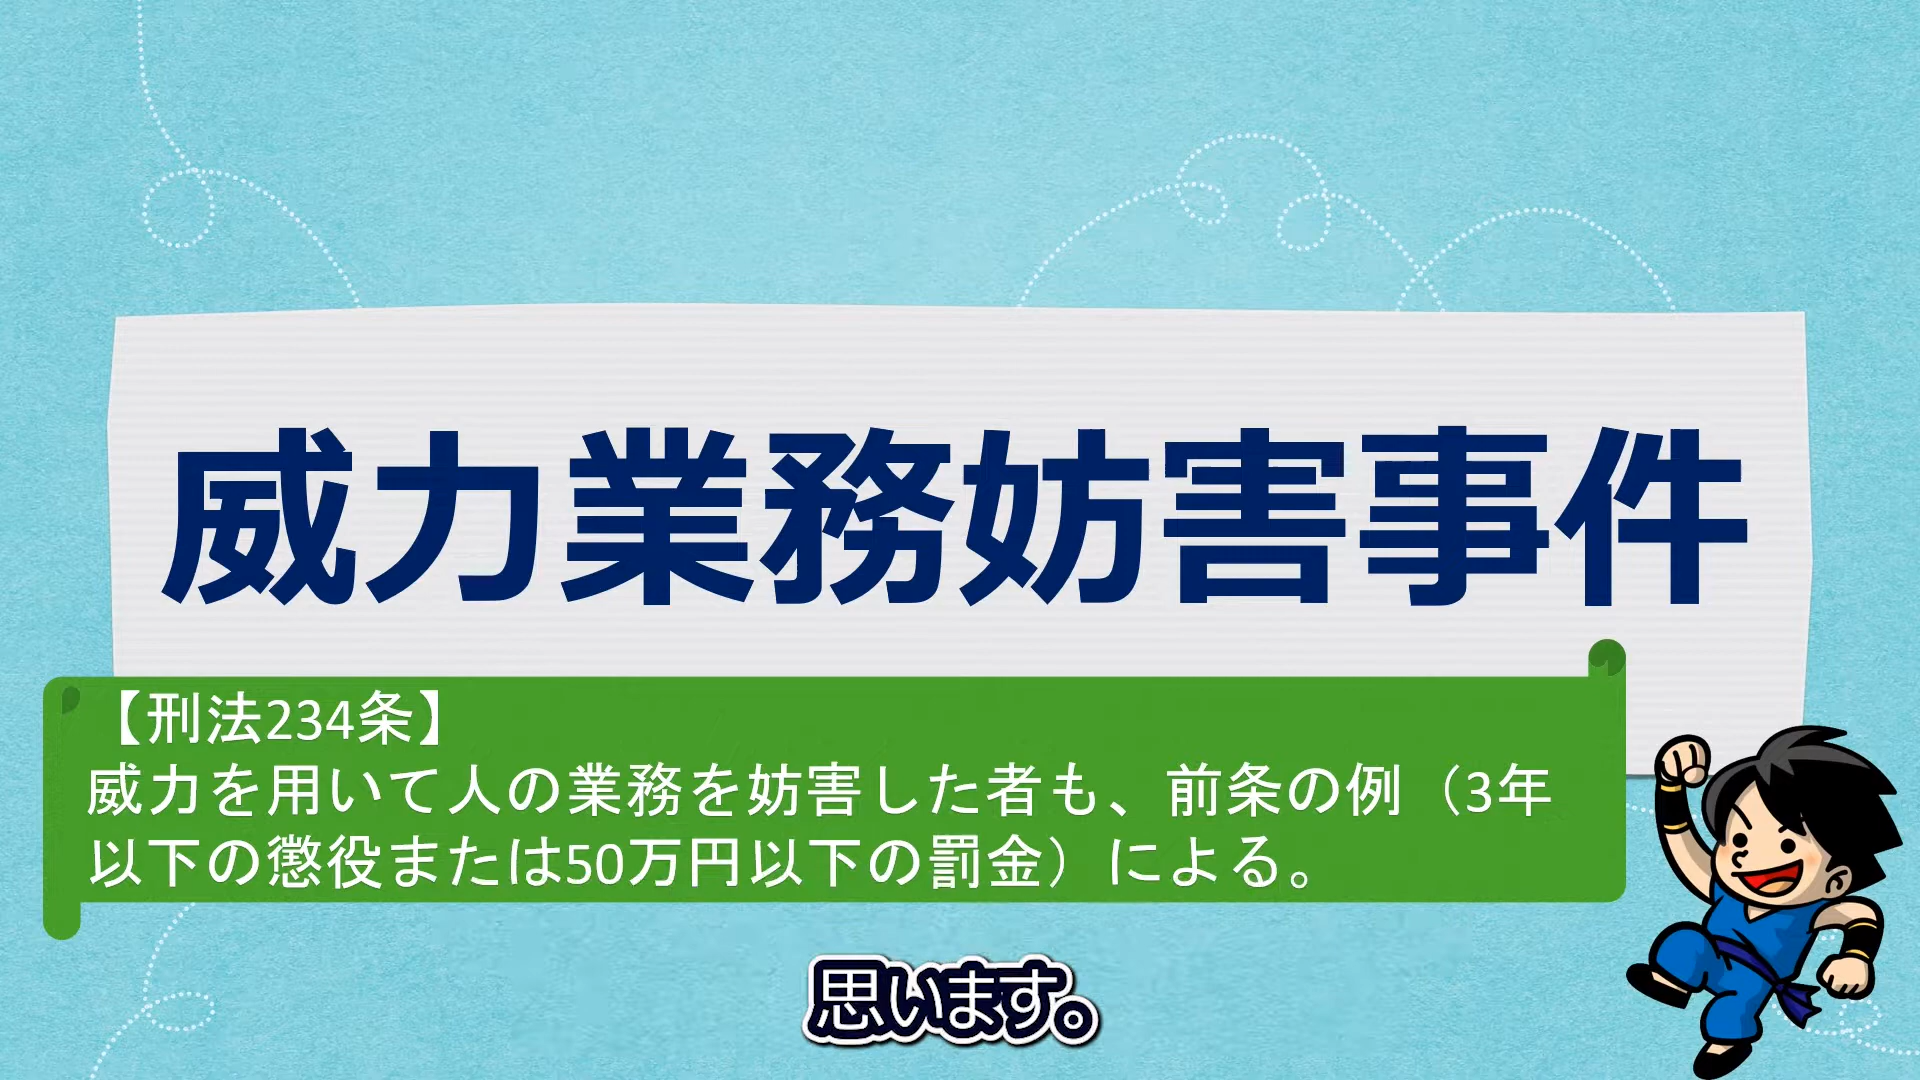 威力業務妨害事件
【刑法234条】
威力を用いて人の業務を妨害した者も、前条の例（3年
以下の懲役または50万円以下の罰金）による。
思います。